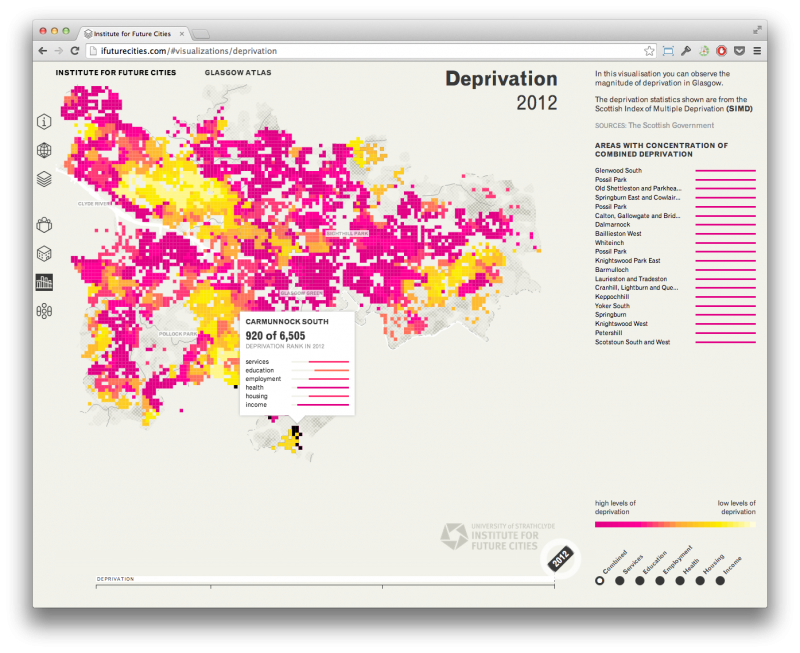 Institute for Future Cities
ifuturecities.com/#visualizations/deprivation
INSTITUTE FOR FUTURE CITIES
GLASGOW ATLAS
Deprivation
2012
In this visualisation you can observe the
magnitude of deprivation in Glasgow.
The deprivation statistics shown are from the
Scottish Index of Multiple Deprivation (SIMD)
SOURCES: The Scottish Government
AREAS WITH CONCENTRATION OF
COMBINED DEPRIVATION
Glenwood South
Possil Park
Old Shettleston and Parkhea...
Springburn East and Cowlair...
Possil Park
Calton, Gallowgate and Brid...
Dalmarnock
Baillieston West
Whiteinch
Possil Park
Knightswood Park East
Barmulloch
Laurieston and Tradeston
Cranhill, Lightburn and Que...
Keppochhill
Yoker South
Springburn
Knightswood West
Petershill
Scotstoun South and West
CLYDE RIVER
GLASGOW GREEN
POLLOCK PARK
CARMUNNOCK SOUTH
920 of 6,505
DEPRIVATION RANK IN 2012
services
education
employment
health
housing
income
high levels of
deprivation
low levels of
deprivation
UNIVERSITY of STRATHCLYDE
INSTITUTE FOR
FUTURE CITIES
2012
Combined
Services
Education
Employment
Health
Housing
Income
DEPRIVATION